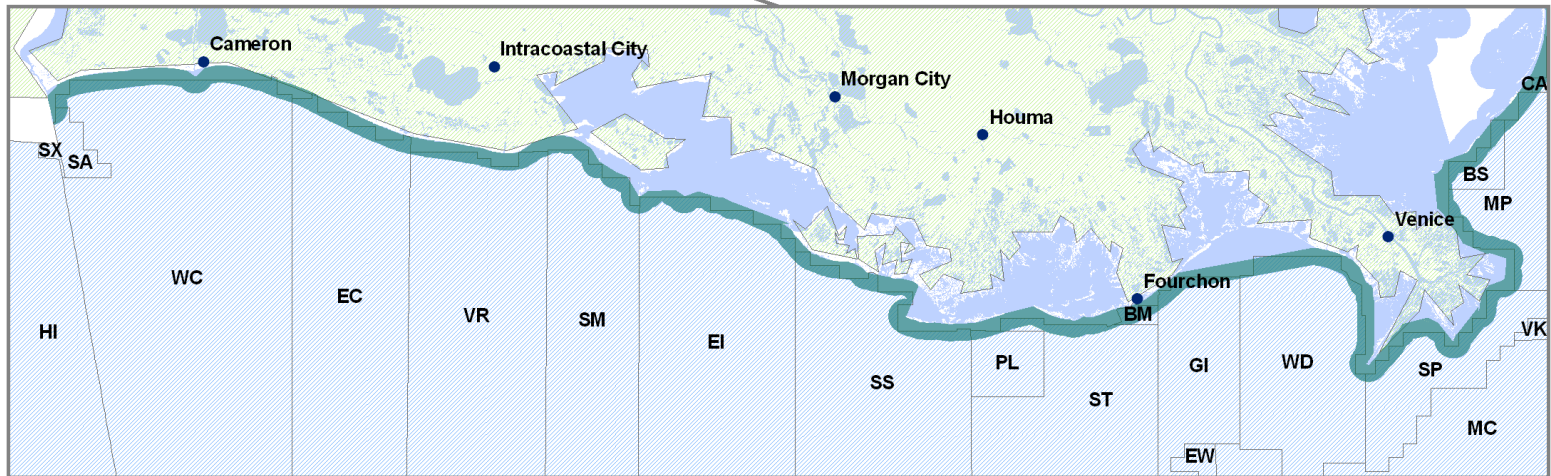 Cameron
Intracoastal City
Morgan City
Houma
CA
SX
SA
BS
MP
Venice
WC
EC
Fourchon
BM
VR
SM
HI
EI
VK
PL
GI
WD
SP
SS
ST
MC
EW